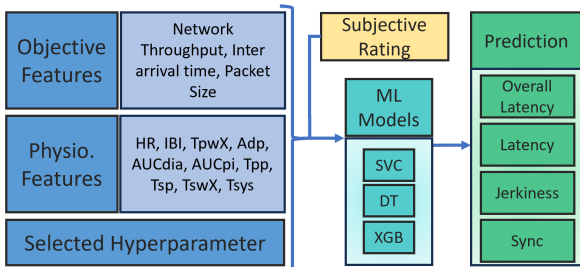 Objective
Features
Network
Throughput, Inter
arrival time, Packet
Size
Physio.
Features
HR, IBI, TpwX, Adp,
AUCdia, AUCpi, Tpp,
Tsp, TswX, Tsys
Selected Hyperparameter
Subjective
Rating
ML
Models
SVC
DT
XGB
Prediction
Overall
Latency
Latency
Jerkiness
Sync